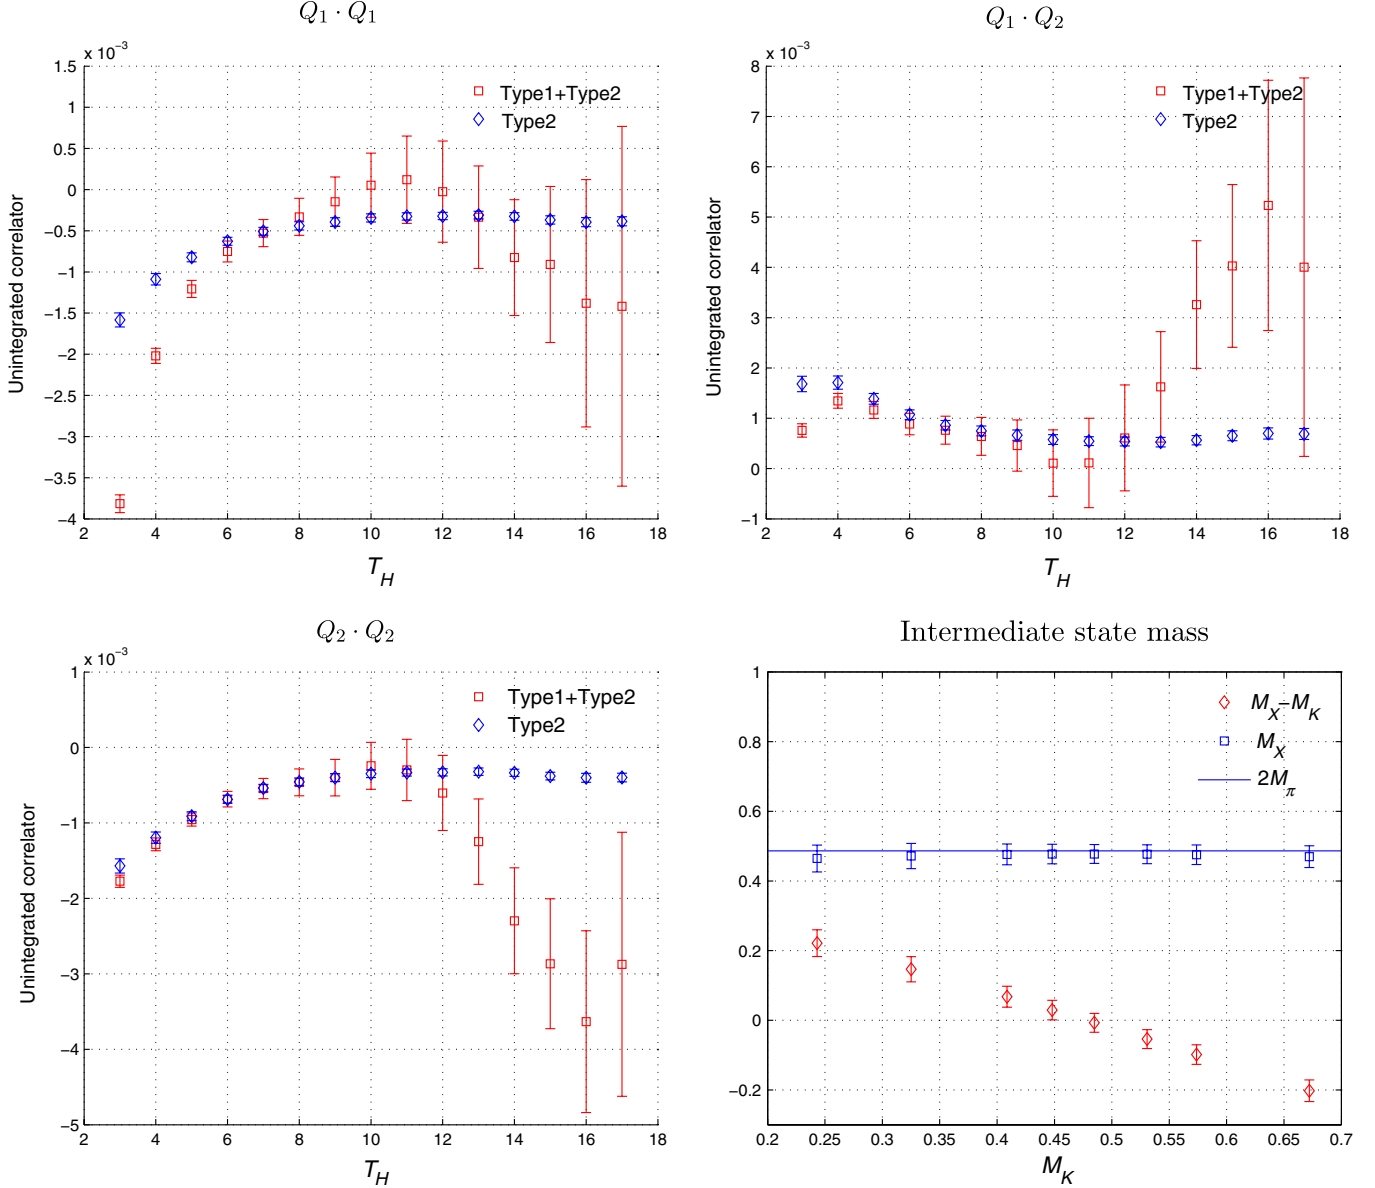 Q1 · Q1
x 10⁻³
1.5
1
0.5
0
−0.5
−1
−1.5
−2
−2.5
−3
−3.5
−4
2 4 6 8 10 12 14 16 18
Unintegrated correlator
T_H
Type1+Type2
Type2
Q1 · Q2
x 10⁻³
8
7
6
5
4
3
2
1
0
−1
2 4 6 8 10 12 14 16 18
Unintegrated correlator
T_H
Type1+Type2
Type2
Q2 · Q2
x 10⁻³
1
0
−1
−2
−3
−4
−5
2 4 6 8 10 12 14 16 18
Unintegrated correlator
T_H
Type1+Type2
Type2
Intermediate state mass
1
0.8
0.6
0.4
0.2
0
−0.2
0.2 0.25 0.3 0.35 0.4 0.45 0.5 0.55 0.6 0.65 0.7
M_K
M_X−M_K
M_X
2M_π